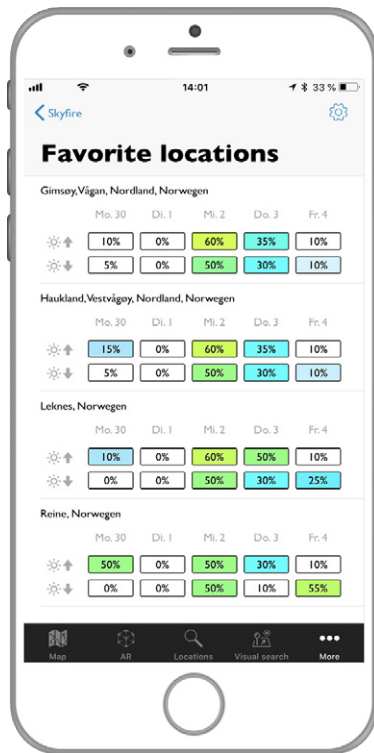 14:01
33 %
Skyfire
Favorite locations
Gimsøy,Vågan, Nordland, Norwegen
Mo. 30 Di. 1 Mi. 2 Do. 3 Fr. 4
10% 0% 60% 35% 10%
5% 0% 50% 30% 10%
Haukland,Vestvågøy, Nordland, Norwegen
Mo. 30 Di. 1 Mi. 2 Do. 3 Fr. 4
15% 0% 60% 35% 10%
5% 0% 50% 30% 10%
Leknes, Norwegen
Mo. 30 Di. 1 Mi. 2 Do. 3 Fr. 4
10% 0% 60% 50% 10%
0% 0% 50% 30% 25%
Reine, Norwegen
Mo. 30 Di. 1 Mi. 2 Do. 3 Fr. 4
50% 0% 50% 30% 10%
0% 0% 50% 10% 55%
Map AR Locations Visual search More